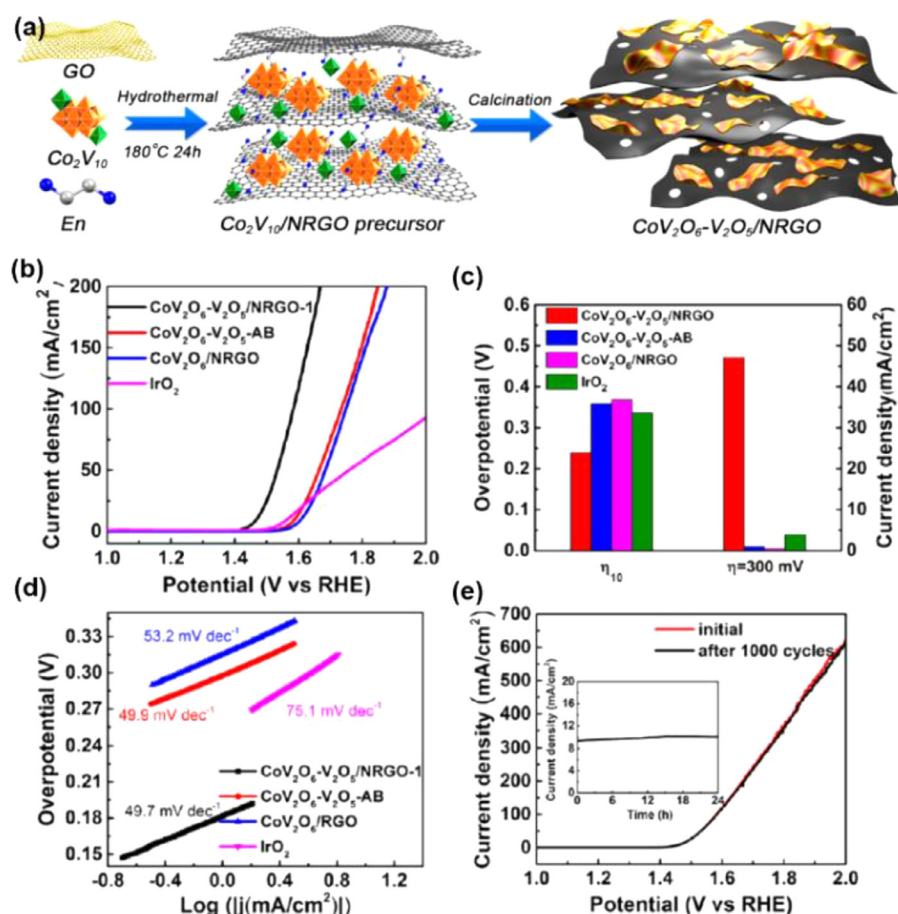 (a)
GO
Co₂V₁₀
En
Hydrothermal
180°C 24h
Co₂V₁₀/NRGO precursor
Calcination
CoV₂O₆-V₂O₅/NRGO
(b)
Current density (mA/cm²)
200
150
100
50
0
CoV₂O₆-V₂O₅/NRGO-1
CoV₂O₆-V₂O₅-AB
CoV₂O₆/NRGO
IrO₂
1.0 1.2 1.4 1.6 1.8 2.0
Potential (V vs RHE)
(c)
Overpotential (V)
0.6
0.5
0.4
0.3
0.2
0.1
0.0
CoV₂O₆-V₂O₅/NRGO
CoV₂O₆-V₂O₅-AB
CoV₂O₆/NRGO
IrO₂
60
50
40
30
20
10
0
Current density(mA/cm²)
η₁₀ η=300 mV
(d)
Overpotential (V)
0.33
0.30
0.27
0.24
0.21
0.18
0.15
53.2 mV dec⁻¹
49.9 mV dec⁻¹
75.1 mV dec⁻¹
49.7 mV dec⁻¹
CoV₂O₆-V₂O₅/NRGO-1
CoV₂O₆-V₂O₅-AB
CoV₂O₆/RGO
IrO₂
-0.8 -0.4 0.0 0.4 0.8 1.2
Log (|j(mA/cm²)|)
(e)
Current density (mA/cm²)
700
600
500
400
300
200
100
0
initial
after 1000 cycles
Current density (mA/cm²)
20
16
12
8
4
0
0 6 12 18 24
Time (h)
1.0 1.2 1.4 1.6 1.8 2.0
Potential (V vs RHE)